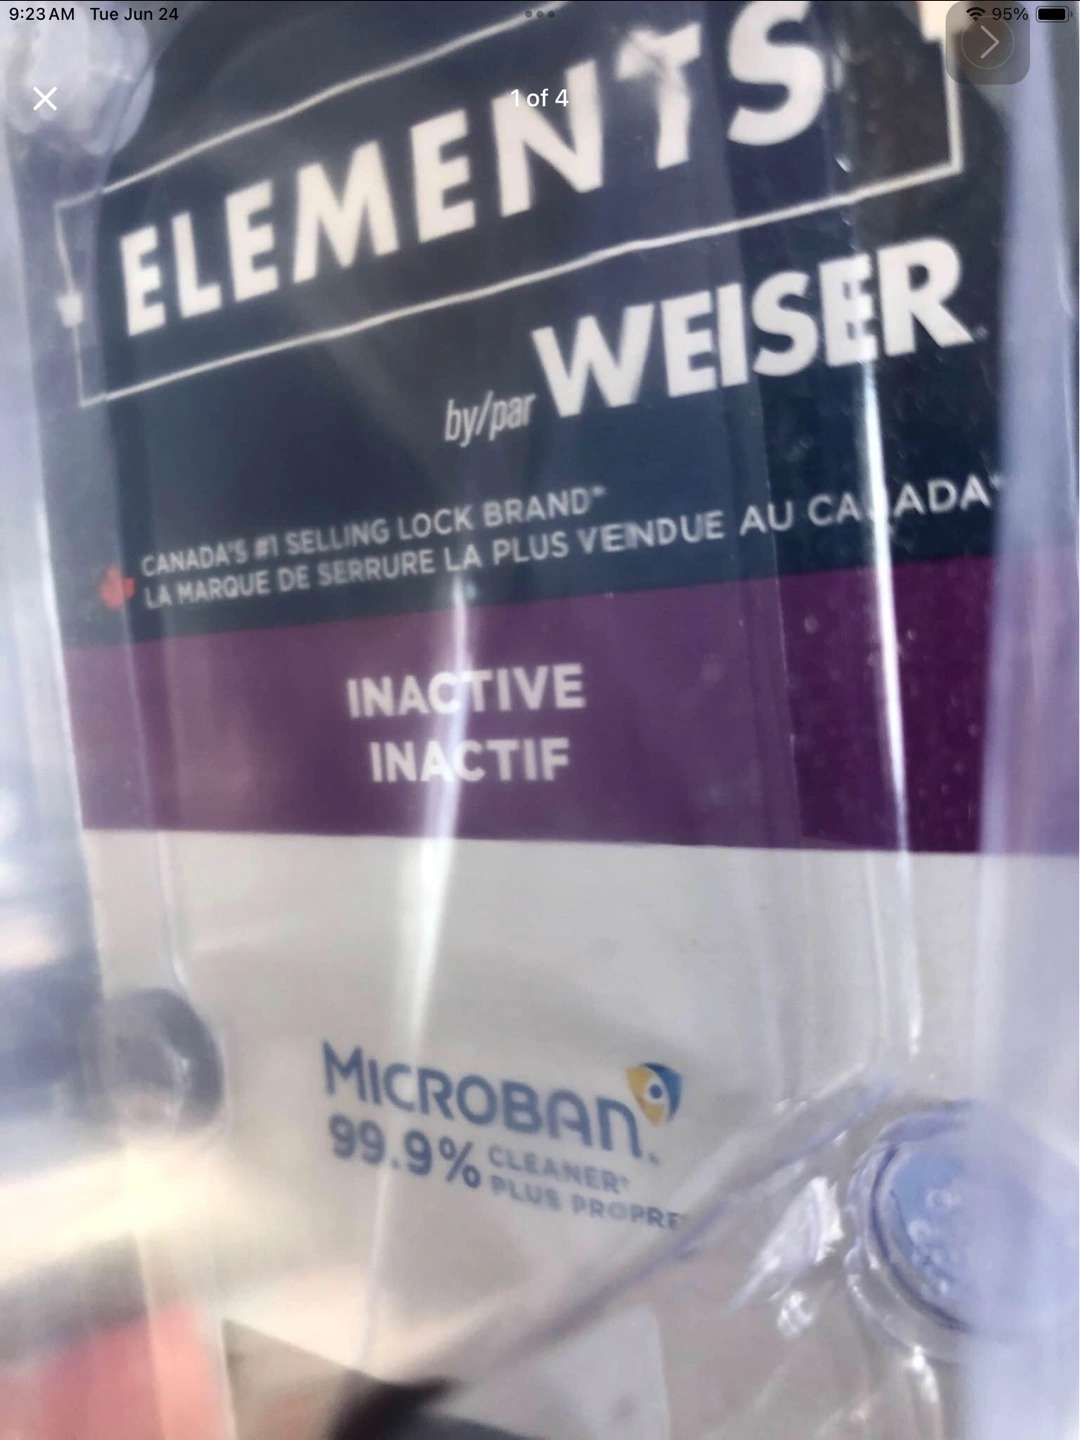 9:23 AM Tue Jun 24
95%
1 of 4
ELEMENTS
by/par WEISER
CANADA'S #1 SELLING LOCK BRAND*
LA MARQUE DE SERRURE LA PLUS VENDUE AU CANADA*
INACTIVE
INACTIF
MICROBAN
99.9% CLEANER*
PLUS PROPRE*